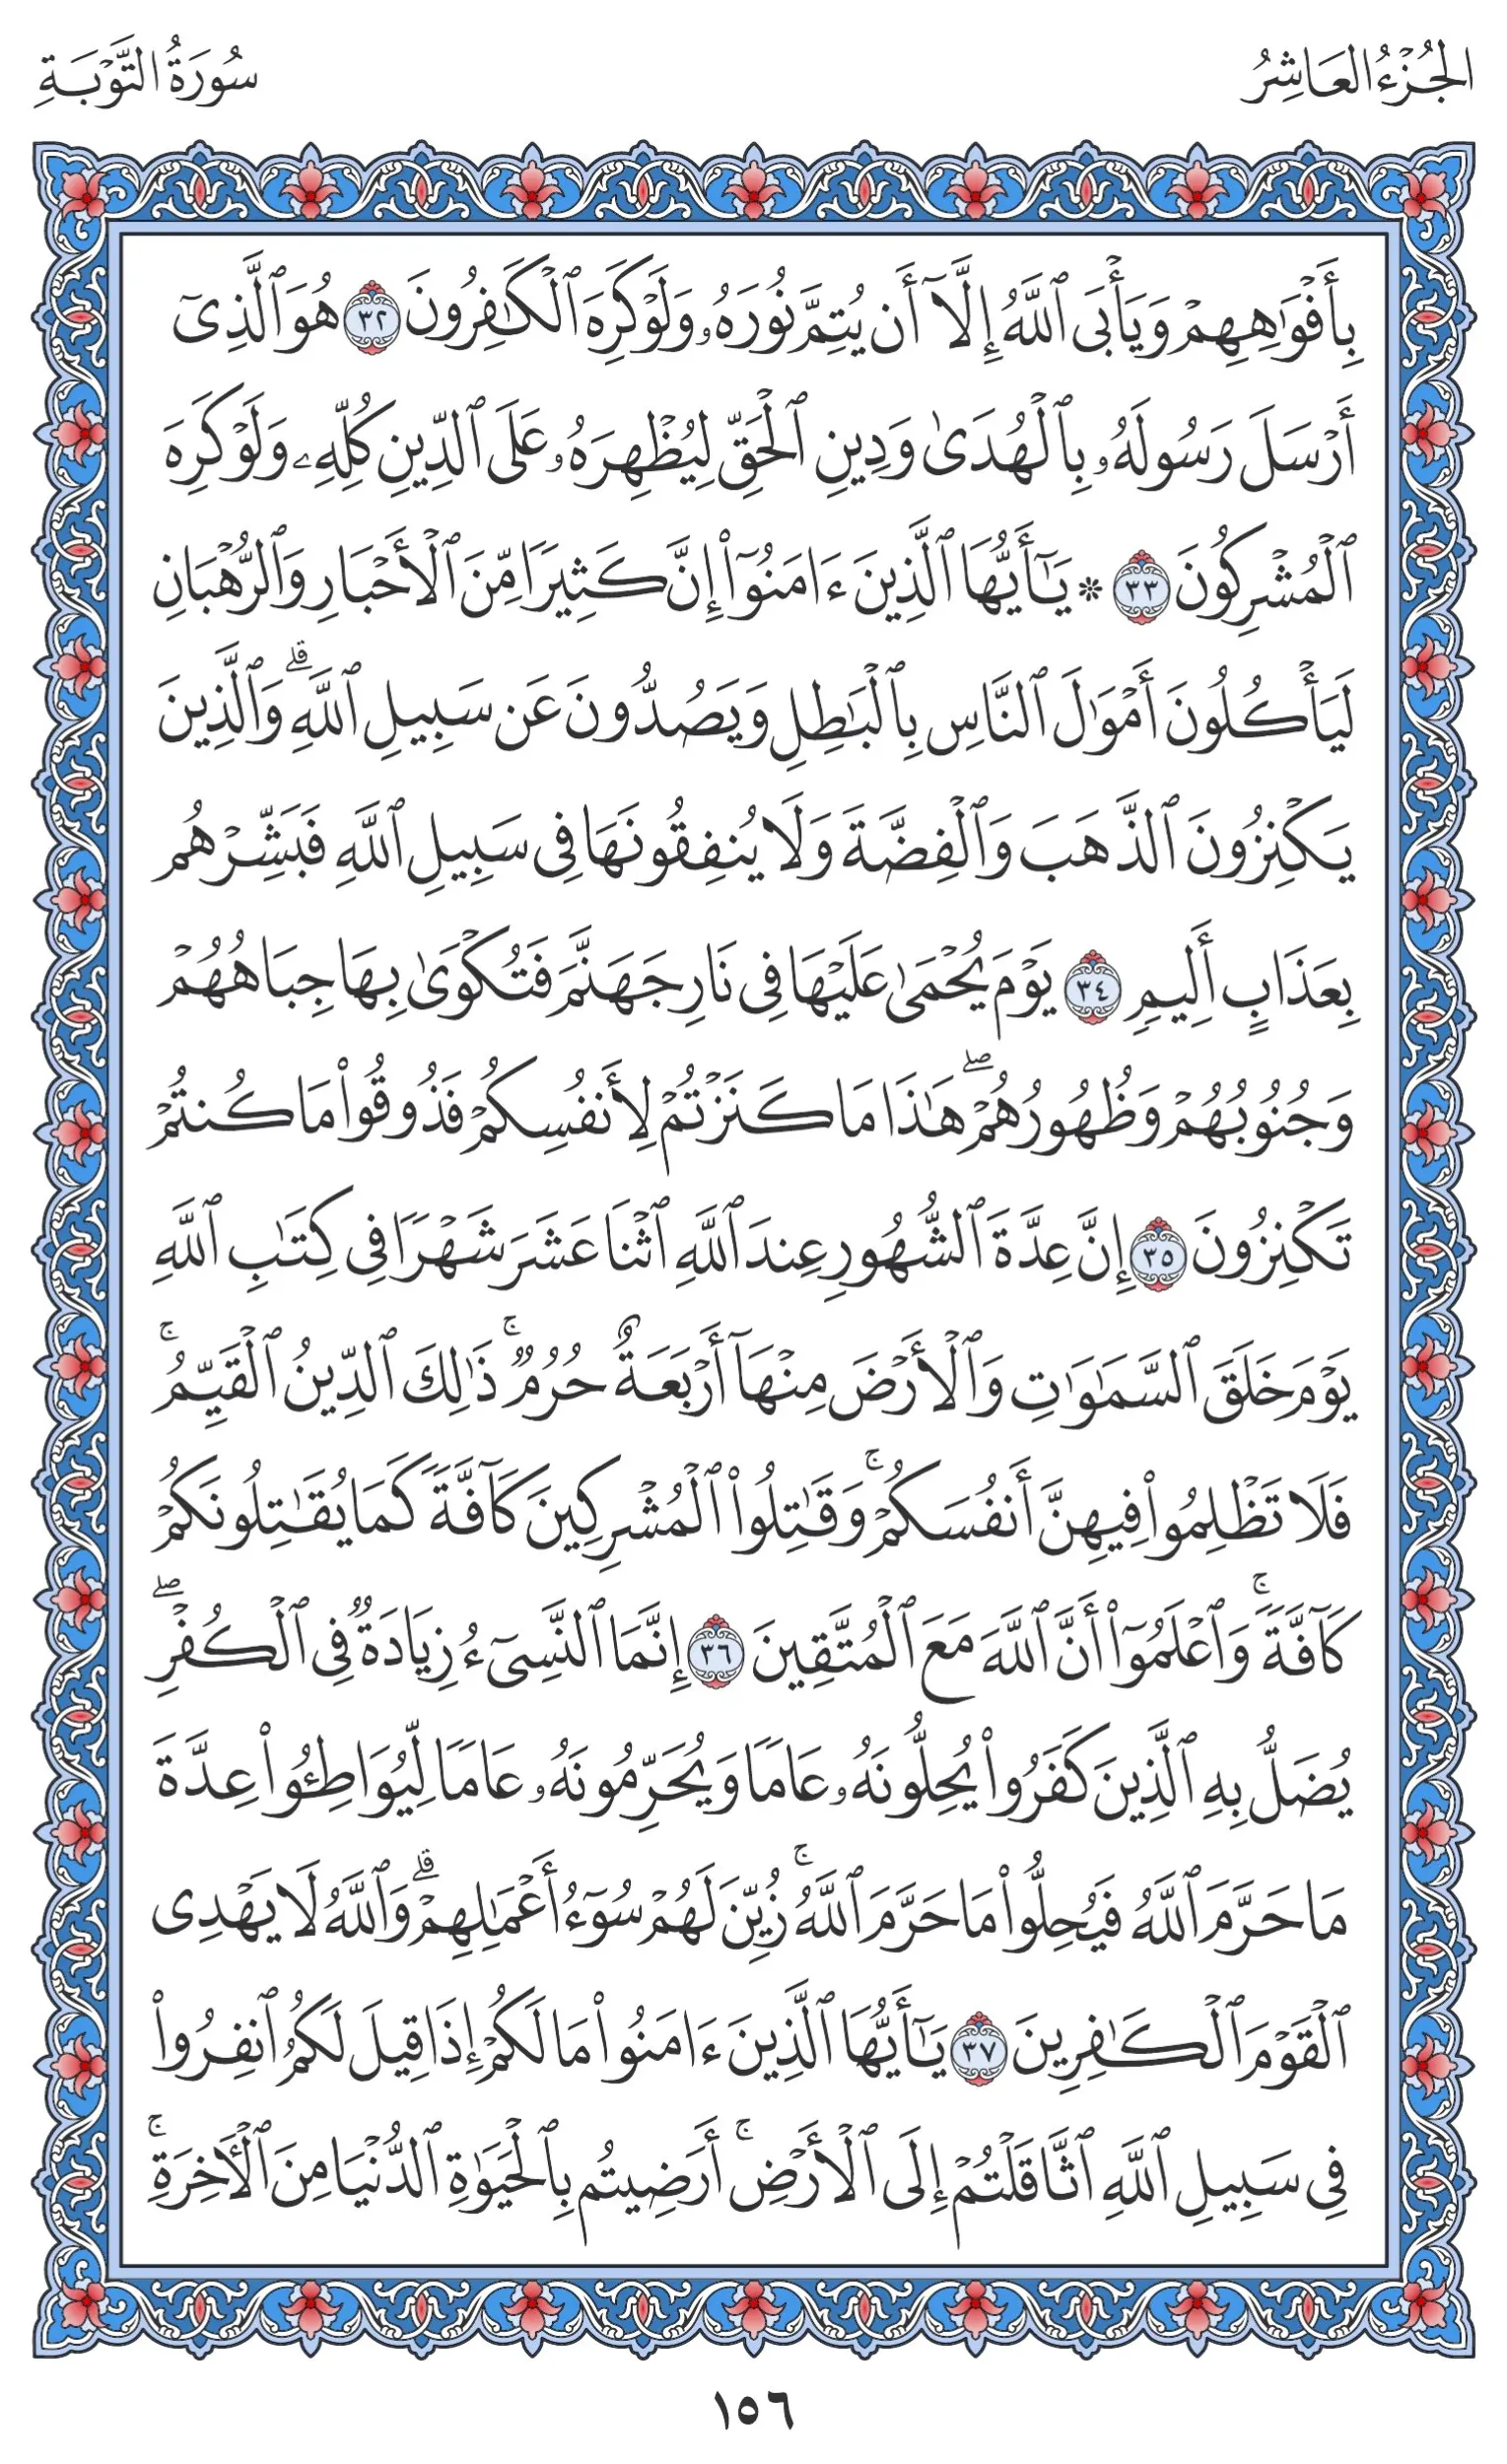 الجُزْءُ العَاشِرُ
سُورَةُ التَّوْبَةِ
بِأَفْوَٰهِهِمْ وَيَأْبَى ٱللَّهُ إِلَّآ أَن يُتِمَّ نُورَهُۥ وَلَوْ كَرِهَ ٱلْكَٰفِرُونَ ٣٢ هُوَ ٱلَّذِىٓ
أَرْسَلَ رَسُولَهُۥ بِٱلْهُدَىٰ وَدِينِ ٱلْحَقِّ لِيُظْهِرَهُۥ عَلَى ٱلدِّينِ كُلِّهِۦ وَلَوْ كَرِهَ
ٱلْمُشْرِكُونَ ٣٣ ۞ يَٰٓأَيُّهَا ٱلَّذِينَ ءَامَنُوٓا۟ إِنَّ كَثِيرًا مِّنَ ٱلْأَحْبَارِ وَٱلرُّهْبَانِ
لَيَأْكُلُونَ أَمْوَٰلَ ٱلنَّاسِ بِٱلْبَٰطِلِ وَيَصُدُّونَ عَن سَبِيلِ ٱللَّهِ ۗ وَٱلَّذِينَ
يَكْنِزُونَ ٱلذَّهَبَ وَٱلْفِضَّةَ وَلَا يُنفِقُونَهَا فِى سَبِيلِ ٱللَّهِ فَبَشِّرْهُم
بِعَذَابٍ أَلِيمٍ ٣٤ يَوْمَ يُحْمَىٰ عَلَيْهَا فِى نَارِ جَهَنَّمَ فَتُكْوَىٰ بِهَا جِبَاهُهُمْ
وَجُنُوبُهُمْ وَظُهُورُهُمْ ۖ هَٰذَا مَا كَنَزْتُمْ لِأَنفُسِكُمْ فَذُوقُوا۟ مَا كُنتُمْ
تَكْنِزُونَ ٣٥ إِنَّ عِدَّةَ ٱلشُّهُورِ عِندَ ٱللَّهِ ٱثْنَا عَشَرَ شَهْرًا فِى كِتَٰبِ ٱللَّهِ
يَوْمَ خَلَقَ ٱلسَّمَٰوَٰتِ وَٱلْأَرْضَ مِنْهَآ أَرْبَعَةٌ حُرُمٌ ۚ ذَٰلِكَ ٱلدِّينُ ٱلْقَيِّمُ ۚ
فَلَا تَظْلِمُوا۟ فِيهِنَّ أَنفُسَكُمْ ۚ وَقَٰتِلُوا۟ ٱلْمُشْرِكِينَ كَآفَّةً كَمَا يُقَٰتِلُونَكُمْ
كَآفَّةً ۚ وَٱعْلَمُوٓا۟ أَنَّ ٱللَّهَ مَعَ ٱلْمُتَّقِينَ ٣٦ إِنَّمَا ٱلنَّسِىٓءُ زِيَادَةٌ فِى ٱلْكُفْرِ ۖ
يُضَلُّ بِهِ ٱلَّذِينَ كَفَرُوا۟ يُحِلُّونَهُۥ عَامًا وَيُحَرِّمُونَهُۥ عَامًا لِّيُوَاطِـُٔوا۟ عِدَّةَ
مَا حَرَّمَ ٱللَّهُ فَيُحِلُّوا۟ مَا حَرَّمَ ٱللَّهُ ۚ زُيِّنَ لَهُمْ سُوٓءُ أَعْمَٰلِهِمْ ۗ وَٱللَّهُ لَا يَهْدِى
ٱلْقَوْمَ ٱلْكَٰفِرِينَ ٣٧ يَٰٓأَيُّهَا ٱلَّذِينَ ءَامَنُوا۟ مَا لَكُمْ إِذَا قِيلَ لَكُمُ ٱنفِرُوا۟
فِى سَبِيلِ ٱللَّهِ ٱثَّاقَلْتُمْ إِلَى ٱلْأَرْضِ ۚ أَرَضِيتُم بِٱلْحَيَوٰةِ ٱلدُّنْيَا مِنَ ٱلْـَٔاخِرَةِ ۚ
١٥٦